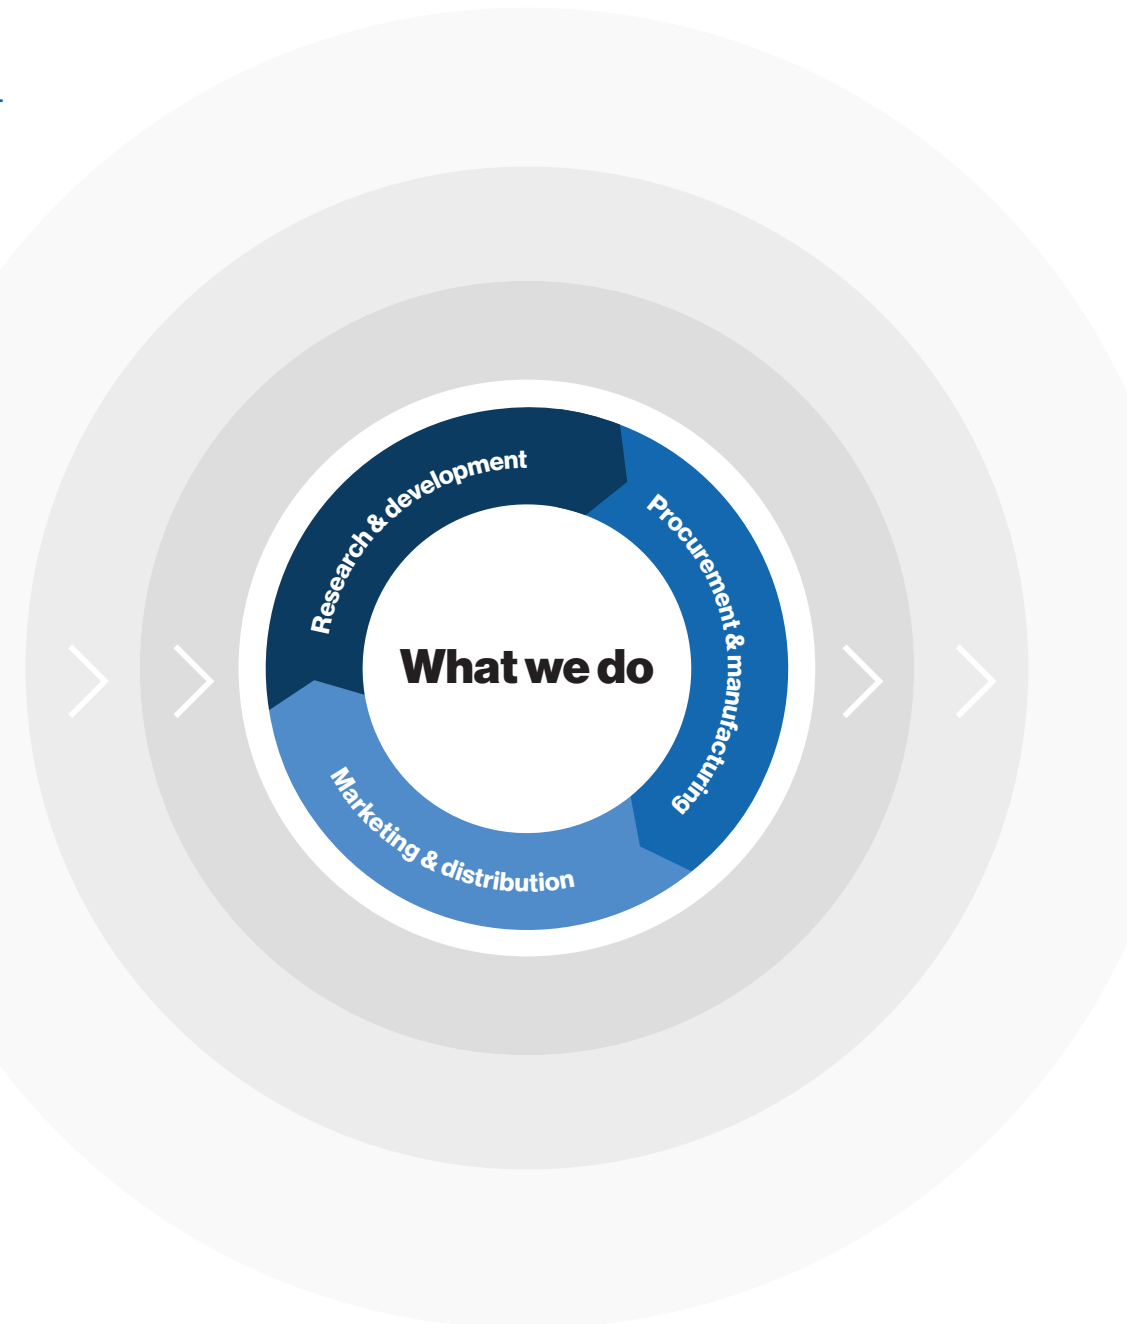 Research & development
Procurement & manufacturing
What we do
Marketing & distribution